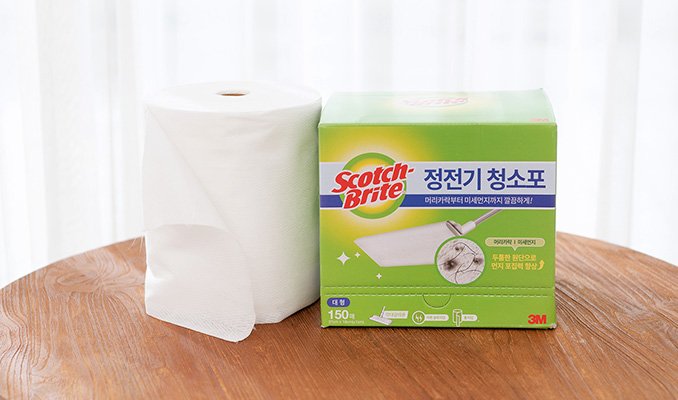 3M
Scotch-
Brite
정전기 청소포
머리카락부터 미세먼지까지 깔끔하게!
머리카락 | 미세먼지
두툼한 원단으로
먼지 포집력 향상
대형
150매
3M